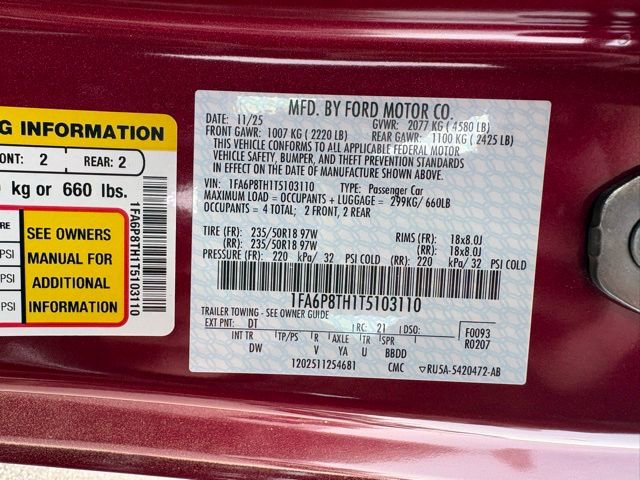 G INFORMATION
ONT: 2 REAR: 2
kg or 660 lbs.
RE
PSI
PSI
SEE OWNERS
MANUAL FOR
ADDITIONAL
INFORMATION
1FA6P8TH1T5103110
MFD. BY FORD MOTOR CO.
DATE: 11/25 GVWR: 2077 KG ( 4580 LB)
FRONT GAWR: 1007 KG ( 2220 LB) REAR GAWR: 1100 KG ( 2425 LB)
THIS VEHICLE CONFORMS TO ALL APPLICABLE FEDERAL MOTOR
VEHICLE SAFETY, BUMPER, AND THEFT PREVENTION STANDARDS
IN EFFECT ON THE DATE OF MANUFACTURE SHOWN ABOVE.
VIN: 1FA6P8TH1T5103110 TYPE: Passenger Car
MAXIMUM LOAD = OCCUPANTS + LUGGAGE = 299KG/ 660LB
OCCUPANTS = 4 TOTAL; 2 FRONT, 2 REAR
TIRE (FR): 235/50R18 97W RIMS (FR): 18x8.0J
(RR): 235/50R18 97W (RR): 18x8.0J
PRESSURE (FR): 220 kPa/ 32 PSI COLD (RR): 220 kPa/ 32 PSI COLD
1FA6P8TH1T5103110
TRAILER TOWING - SEE OWNER GUIDE
EXT PNT: DT RC: 21 DSO: F0093
INT TR TP/PS R AXLE TR SPR R0207
DW V YA U BBDD
1202511254681 CMC RU5A-5420472-AB